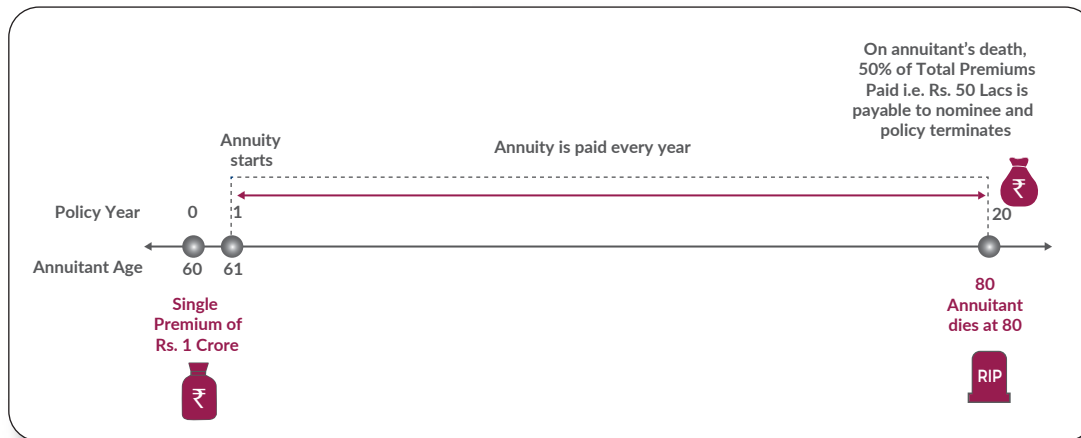 On annuitant's death,
50% of Total Premiums
Paid i.e. Rs. 50 Lacs is
payable to nominee and
policy terminates
Annuity
starts
Annuity is paid every year
₹
Policy Year 0 1 20
Annuitant Age 60 61
80
Annuitant
dies at 80
Single
Premium of
Rs. 1 Crore
₹
RIP